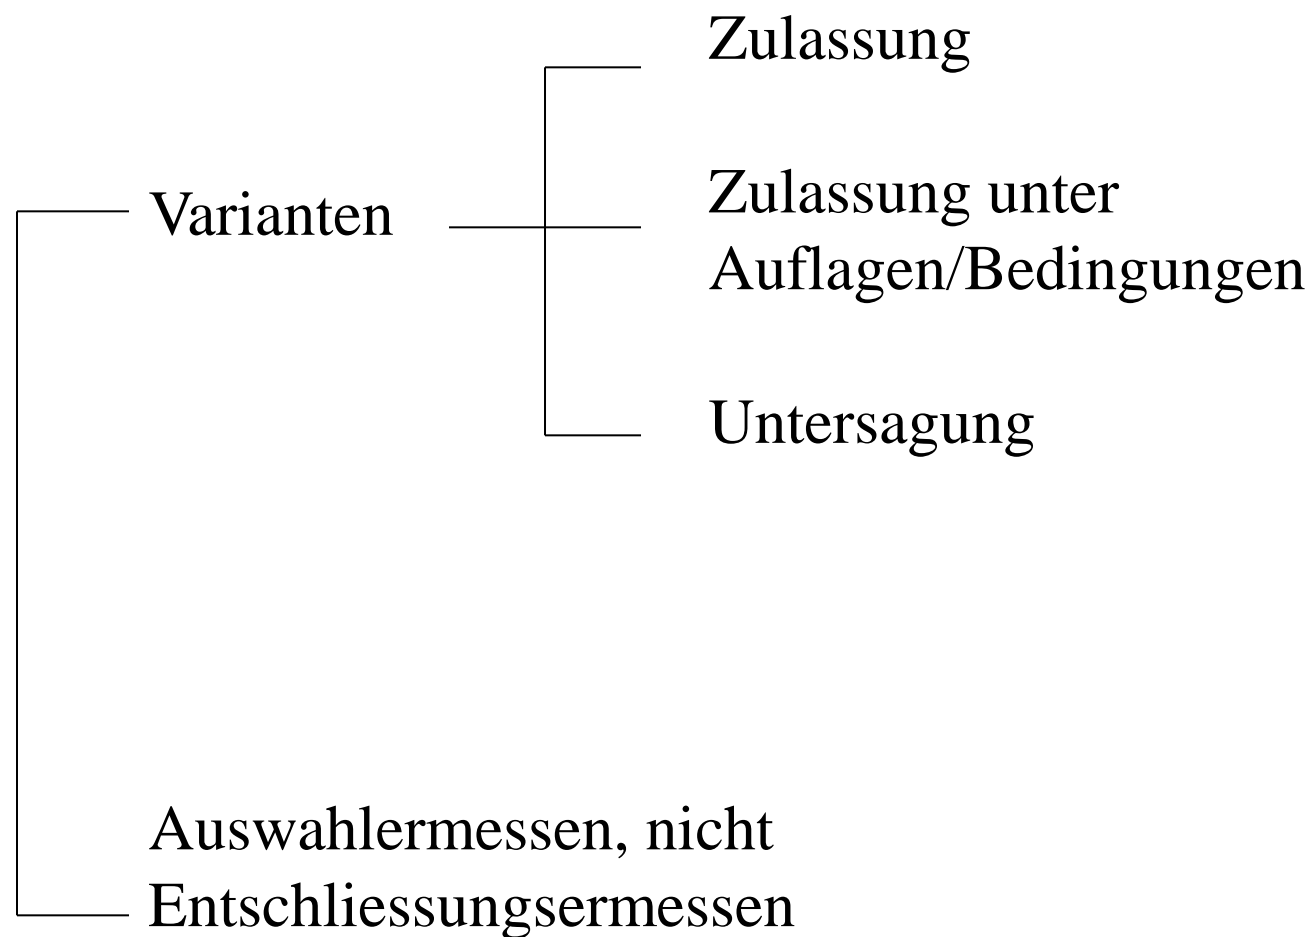 Zulassung
Varianten
Zulassung unter
Auflagen/Bedingungen
Untersagung
Auswahlermessen, nicht
Entschliessungsermessen